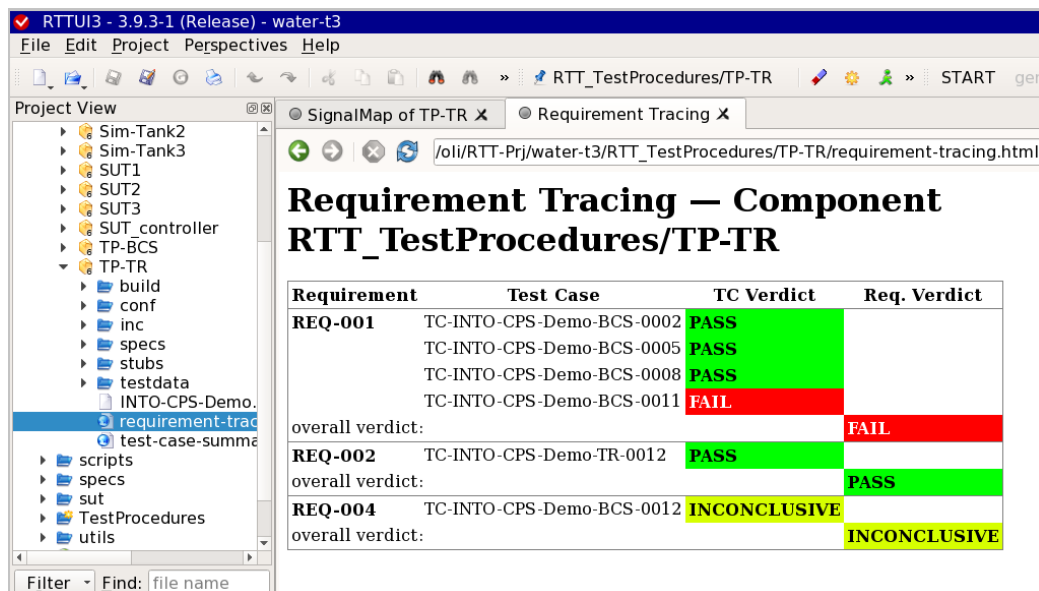 RTTUI3 - 3.9.3-1 (Release) - water-t3
File Edit Project Perspectives Help
» RTT_TestProcedures/TP-TR » START
Project View
Sim-Tank2
Sim-Tank3
SUT1
SUT2
SUT3
SUT_controller
TP-BCS
TP-TR
build
conf
inc
specs
stubs
testdata
INTO-CPS-Demo.
requirement-trac
test-case-summa
scripts
specs
sut
TestProcedures
utils
Filter Find: file name
SignalMap of TP-TR Requirement Tracing
/oli/RTT-Prj/water-t3/RTT_TestProcedures/TP-TR/requirement-tracing.html
Requirement Tracing — Component
RTT_TestProcedures/TP-TR
Requirement Test Case TC Verdict Req. Verdict
REQ-001 TC-INTO-CPS-Demo-BCS-0002 PASS
TC-INTO-CPS-Demo-BCS-0005 PASS
TC-INTO-CPS-Demo-BCS-0008 PASS
TC-INTO-CPS-Demo-BCS-0011 FAIL
overall verdict: FAIL
REQ-002 TC-INTO-CPS-Demo-TR-0012 PASS
overall verdict: PASS
REQ-004 TC-INTO-CPS-Demo-BCS-0012 INCONCLUSIVE
overall verdict: INCONCLUSIVE